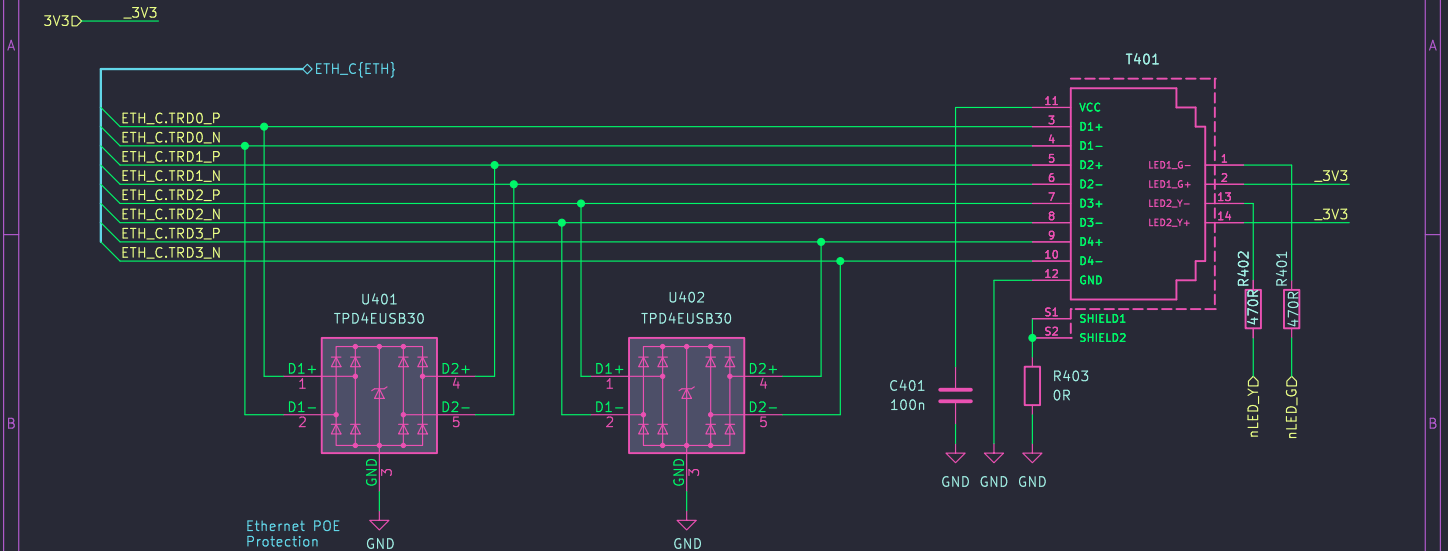 3V3
_3V3
A
A
ETH_C{ETH}
T401
ETH_C.TRD0_P
ETH_C.TRD0_N
ETH_C.TRD1_P
ETH_C.TRD1_N
ETH_C.TRD2_P
ETH_C.TRD2_N
ETH_C.TRD3_P
ETH_C.TRD3_N
11 VCC
3 D1+
4 D1-
5 D2+
6 D2-
7 D3+
8 D3-
9 D4+
10 D4-
12 GND
S1 SHIELD1
S2 SHIELD2
LED1_G- 1
LED1_G+ 2 _3V3
LED2_Y- 13
LED2_Y+ 14 _3V3
R402
470R
R401
470R
nLED_Y
nLED_G
U401
TPD4EUSB30
D1+ 1
D1- 2
D2+ 4
D2- 5
GND 3
GND
U402
TPD4EUSB30
D1+ 1
D1- 2
D2+ 4
D2- 5
GND 3
GND
C401
100n
R403
0R
GND GND GND
B
B
Ethernet POE
Protection